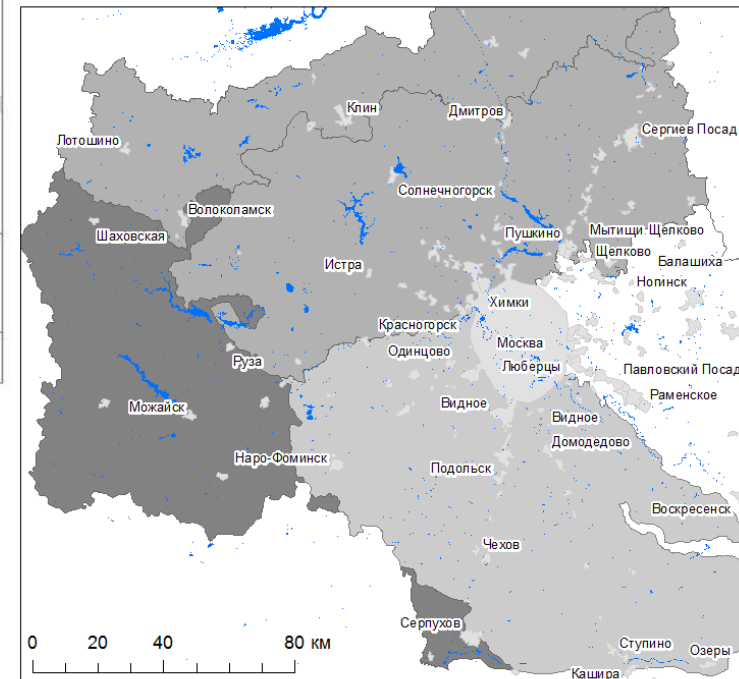 Клин
Дмитров
Сергиев Посад
Лотошино
Солнечногорск
Волоколамск
Шаховская
Пушкино
Мытищи.Щёлково
Щёлково
Балашиха
Истра
Ногинск
Химки
Красногорск
Москва
Одинцово
Руза
Люберцы
Павловский Посад
Раменское
Можайск
Видное
Видное
Домодедово
Наро-Фоминск
Подольск
Воскресенск
Чехов
Серпухов
0 20 40 80 км
Ступино
Озеры
Кашира